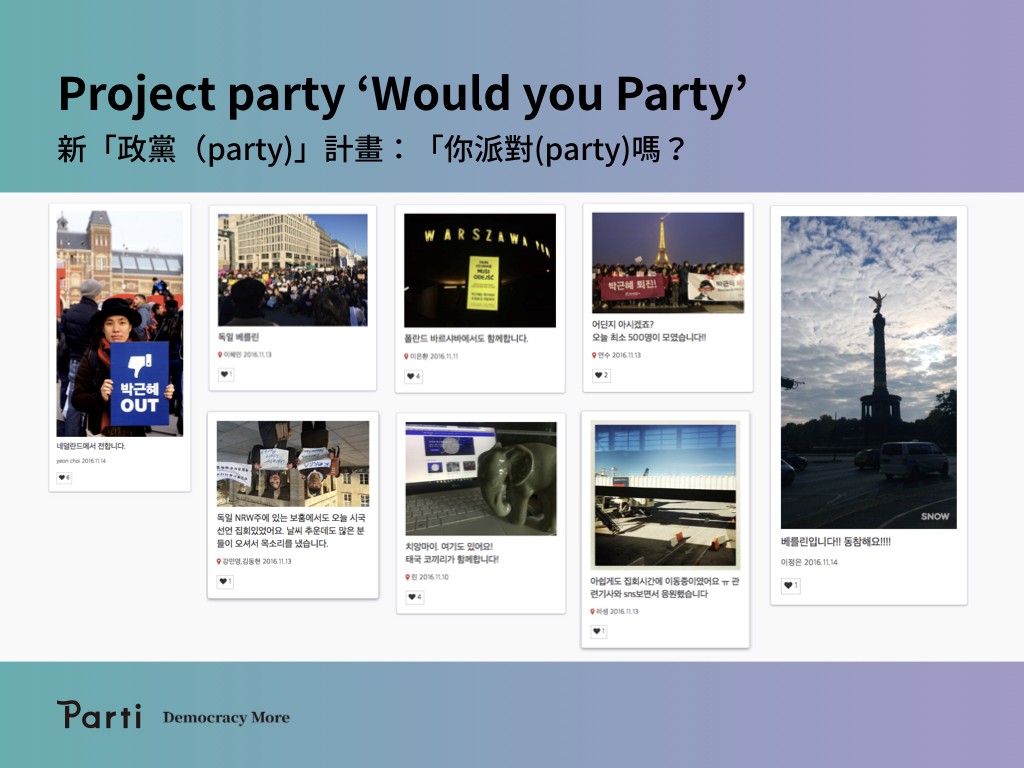 Project party ‘Would you Party’
新「政黨（party)」計畫：「你派對(party)嗎？
박근혜
OUT
네덜란드에서 전합니다.
yeon choi 2016.11.14
6
독일 베를린
이혜민 2016.11.13
1
WARSZAWA
MUSI
ODEJŚĆ
폴란드 바르샤바에서도 함께합니다.
이은환 2016.11.11
4
박근혜 퇴진!
어딘지 아시겠죠?
오늘 최소 500명이 모였습니다!!
연수 2016.11.13
2
SNOW
베를린입니다!! 동참해요!!!!
이정은 2016.11.14
1
독일 NRW주에 있는 보훔에서도 오늘 시국
선언 집회있었어요. 날씨 추운데도 많은 분
들이 오셔서 목소리를 냈습니다.
강민영,김동현 2016.11.13
1
치앙마이. 여기도 있어요!
태국 코끼리가 함께합니다!
린 2016.11.10
4
아쉽게도 집회시간에 이동중이였어요 ㅠ 관
련기사와 sns보면서 응원했습니다
2016.11.13
1
Parti
Democracy More